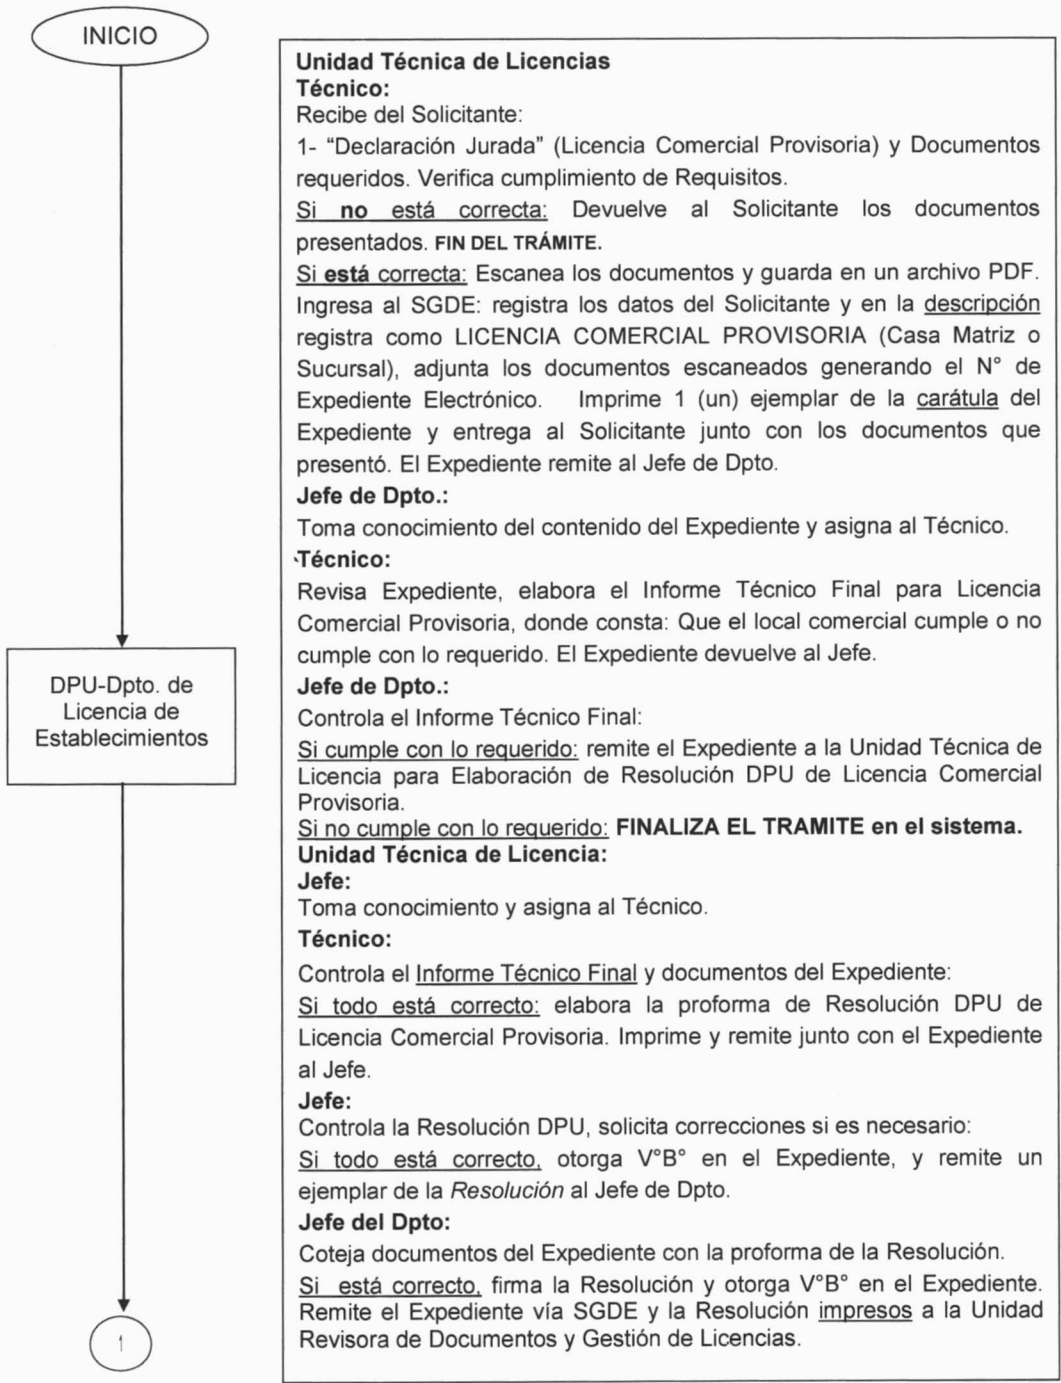 INICIO
Unidad Técnica de Licencias
Técnico:
Recibe del Solicitante:
1- “Declaración Jurada” (Licencia Comercial Provisoria) y Documentos
requeridos. Verifica cumplimiento de Requisitos.
Si no está correcta: Devuelve al Solicitante los documentos
presentados. FIN DEL TRÁMITE.
Si está correcta: Escanea los documentos y guarda en un archivo PDF.
Ingresa al SGDE: registra los datos del Solicitante y en la descripción
registra como LICENCIA COMERCIAL PROVISORIA (Casa Matriz o
Sucursal), adjunta los documentos escaneados generando el N° de
Expediente Electrónico. Imprime 1 (un) ejemplar de la carátula del
Expediente y entrega al Solicitante junto con los documentos que
presentó. El Expediente remite al Jefe de Dpto.
Jefe de Dpto.:
Toma conocimiento del contenido del Expediente y asigna al Técnico.
Técnico:
Revisa Expediente, elabora el Informe Técnico Final para Licencia
Comercial Provisoria, donde consta: Que el local comercial cumple o no
cumple con lo requerido. El Expediente devuelve al Jefe.
Jefe de Dpto.:
Controla el Informe Técnico Final:
Si cumple con lo requerido: remite el Expediente a la Unidad Técnica de
Licencia para Elaboración de Resolución DPU de Licencia Comercial
Provisoria.
Si no cumple con lo requerido: FINALIZA EL TRAMITE en el sistema.
Unidad Técnica de Licencia:
Jefe:
Toma conocimiento y asigna al Técnico.
Técnico:
Controla el Informe Técnico Final y documentos del Expediente:
Si todo está correcto: elabora la proforma de Resolución DPU de
Licencia Comercial Provisoria. Imprime y remite junto con el Expediente
al Jefe.
Jefe:
Controla la Resolución DPU, solicita correcciones si es necesario:
Si todo está correcto, otorga V°B° en el Expediente, y remite un
ejemplar de la Resolución al Jefe de Dpto.
Jefe del Dpto:
Coteja documentos del Expediente con la proforma de la Resolución.
Si está correcto, firma la Resolución y otorga V°B° en el Expediente.
Remite el Expediente vía SGDE y la Resolución impresos a la Unidad
Revisora de Documentos y Gestión de Licencias.
DPU-Dpto. de
Licencia de
Establecimientos
1